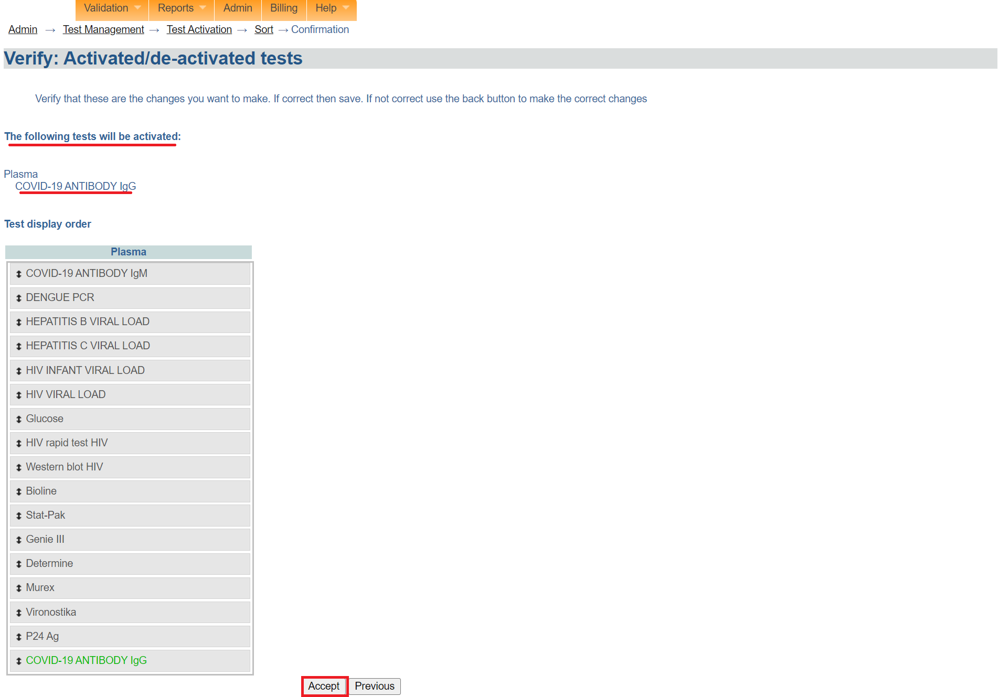 Validation Reports Admin Billing Help
Admin → Test Management → Test Activation → Sort → Confirmation
Verify: Activated/de-activated tests
Verify that these are the changes you want to make. If correct then save. If not correct use the back button to make the correct changes
The following tests will be activated:
Plasma
COVID-19 ANTIBODY IgG
Test display order
Plasma
COVID-19 ANTIBODY IgM
DENGUE PCR
HEPATITIS B VIRAL LOAD
HEPATITIS C VIRAL LOAD
HIV INFANT VIRAL LOAD
HIV VIRAL LOAD
Glucose
HIV rapid test HIV
Western blot HIV
Bioline
Stat-Pak
Genie III
Determine
Murex
Vironostika
P24 Ag
COVID-19 ANTIBODY IgG
Accept Previous